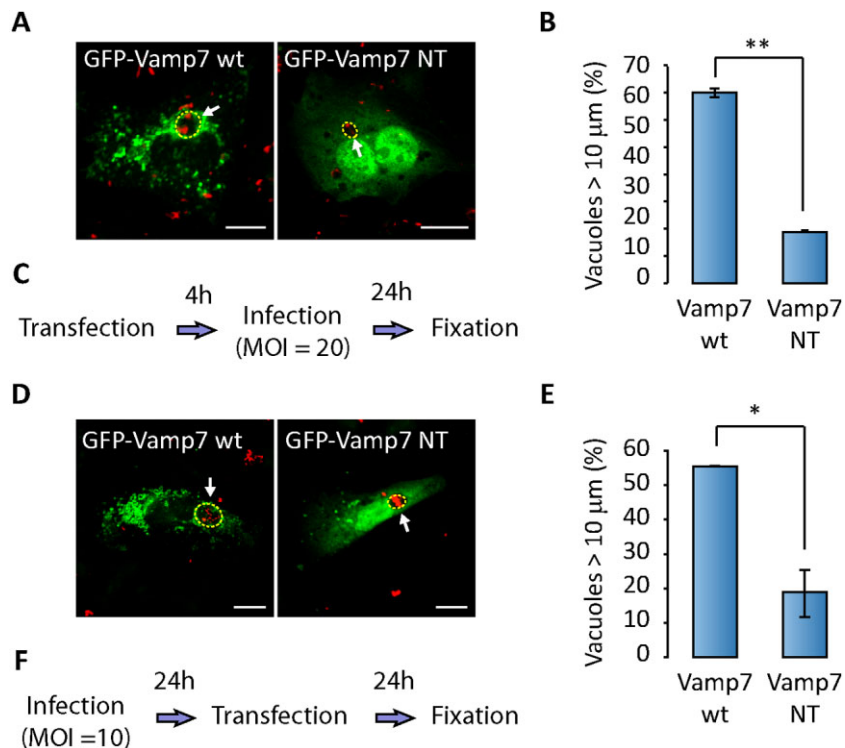 A
GFP-Vamp7 wt
GFP-Vamp7 NT
B
**
Vacuoles > 10 µm (%)
70
60
50
40
30
20
10
0
Vamp7
wt
Vamp7
NT
C
4h
24h
Transfection
Infection
(MOI = 20)
Fixation
D
GFP-Vamp7 wt
GFP-Vamp7 NT
E
*
Vacuoles > 10 µm (%)
60
50
40
30
20
10
0
Vamp7
wt
Vamp7
NT
F
24h
24h
Infection
(MOI =10)
Transfection
Fixation